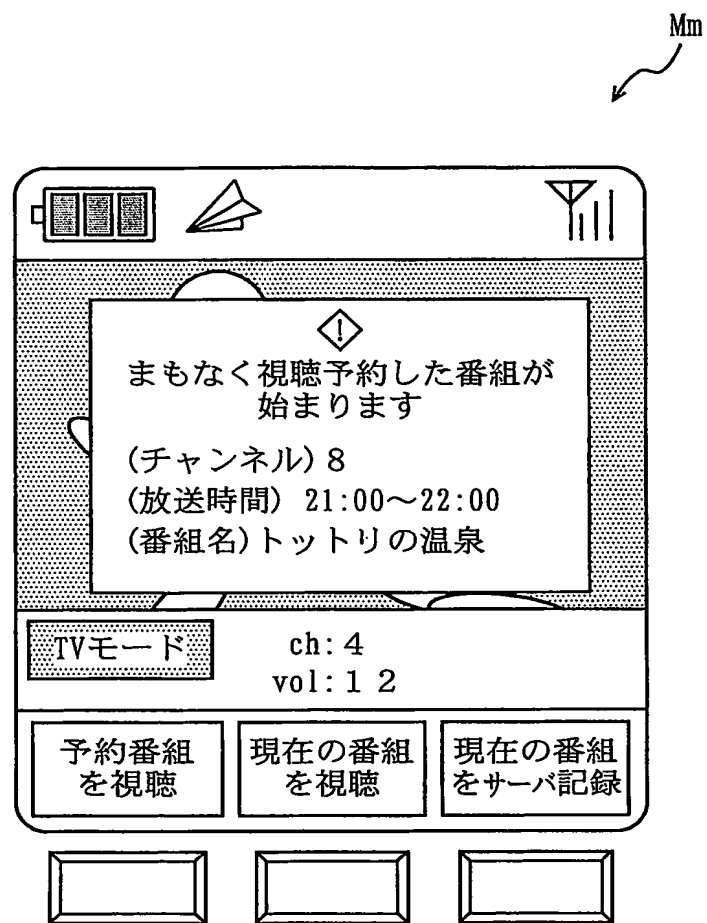 Mm
まもなく視聴予約した番組が
始まります
(チャンネル) 8
(放送時間) 21:00〜22:00
(番組名)トットリの温泉
TVモード
ch:4
vol:１２
予約番組
を視聴
現在の番組
を視聴
現在の番組
をサーバ記録